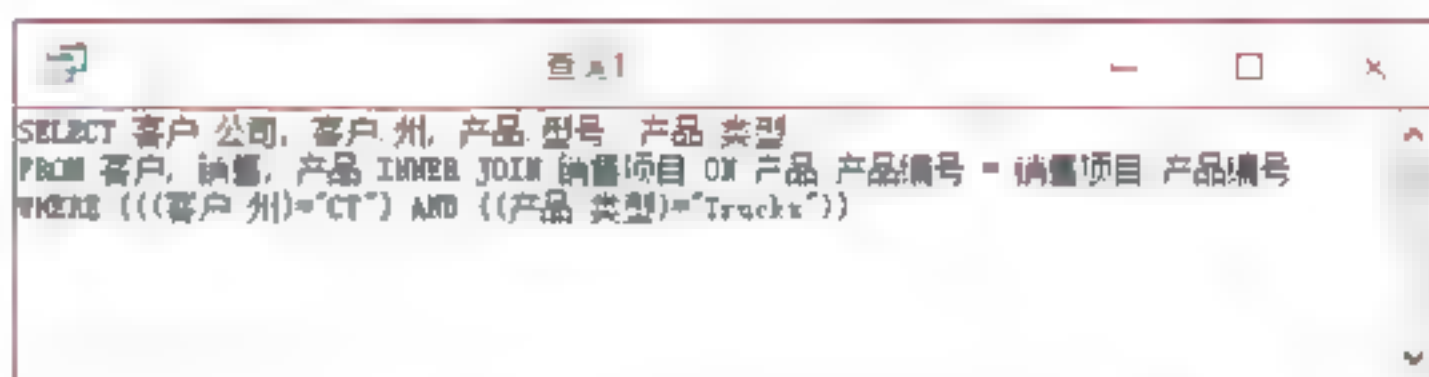 查询1
SELECT 客户.公司, 客户.州, 产品.型号, 产品.类型
FROM 客户, 销售, 产品 INNER JOIN 销售项目 ON 产品.产品编号 = 销售项目.产品编号
WHERE (((客户.州)="CT") AND ((产品.类型)="Trucks"))